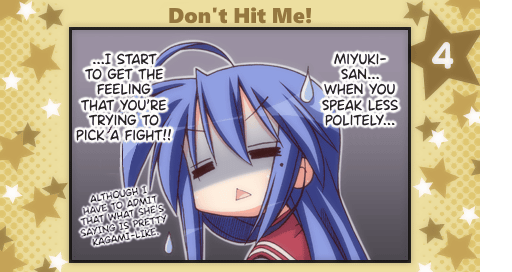 Don't Hit Me!
4
MIYUKI-
SAN...
WHEN YOU
SPEAK LESS
POLITELY...
...I START
TO GET THE
FEELING
THAT YOU'RE
TRYING TO
PICK A FIGHT!!
ALTHOUGH I
HAVE TO ADMIT
THAT WHAT SHE'S
SAYING IS PRETTY
KAGAMI-LIKE.